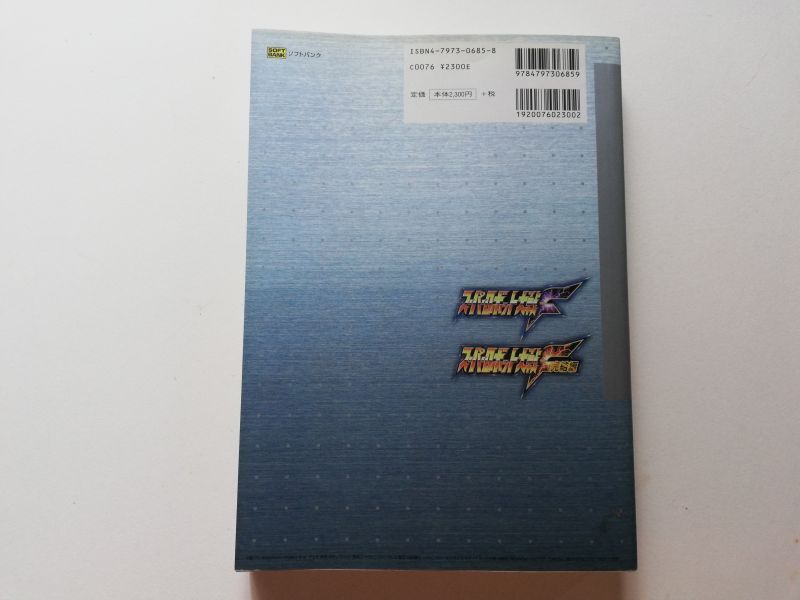 SOFT
BANK
ソフトバンク
ISBN4-7973-0685-8
C0076 ¥2300E
定価 本体2,300円 +税
9784797306859
1920076023002
スーパーロボット大戦F
スーパーロボット大戦F
完結編